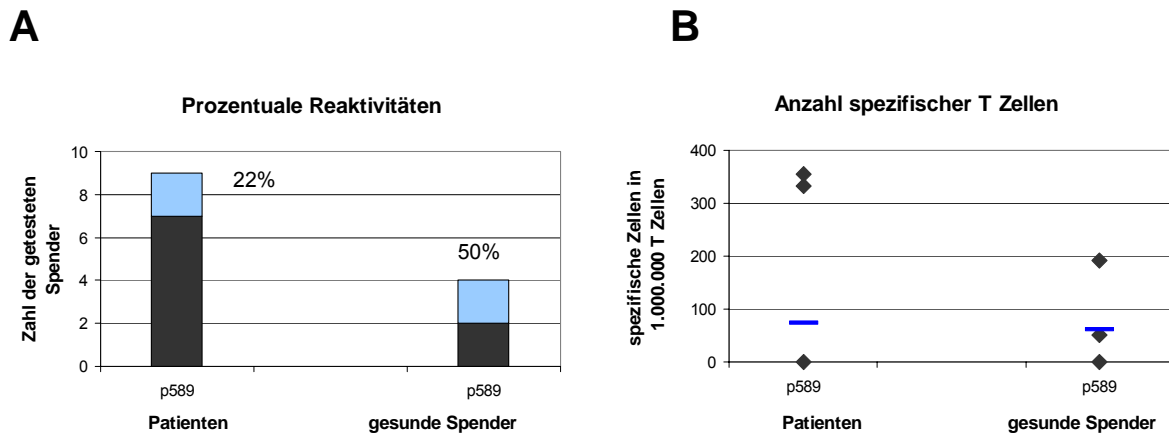 A
Prozentuale Reaktivitäten
Zahl der getesteten
Spender
10
8
6
4
2
0
22%
50%
p589
p589
Patienten
gesunde Spender
B
Anzahl spezifischer T Zellen
spezifische Zellen in
1.000.000 T Zellen
400
300
200
100
0
p589
p589
Patienten
gesunde Spender